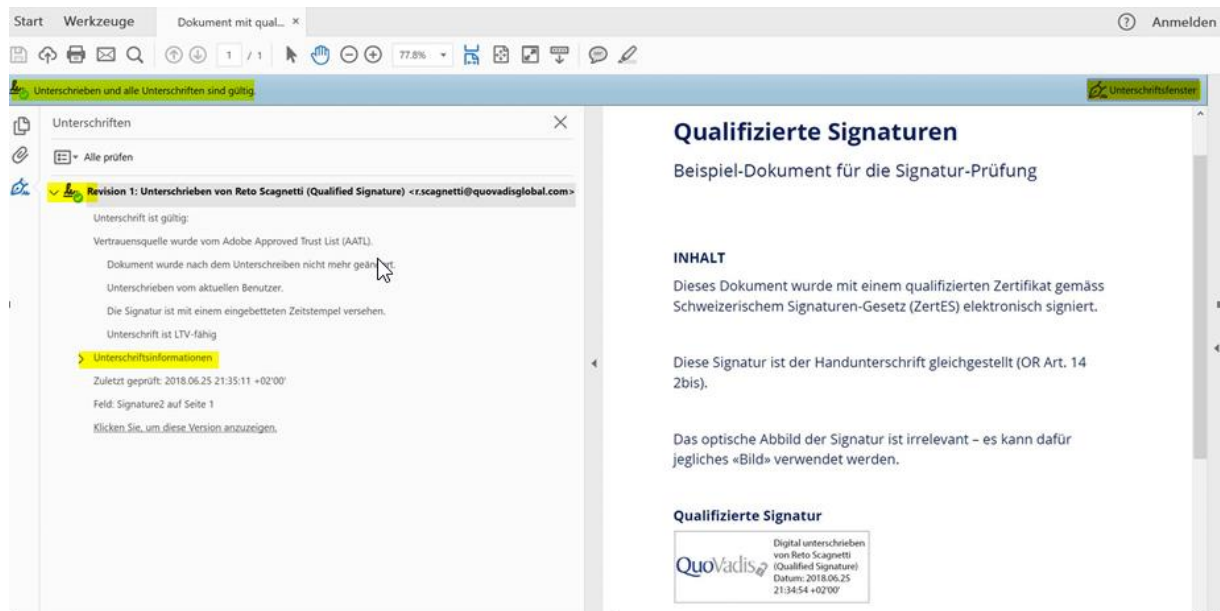 Start Werkzeuge Dokument mit qual... × ? Anmelden
1 / 1 77.8%
Unterschrieben und alle Unterschriften sind gültig. Unterschriftsfenster
Unterschriften
Alle prüfen
Revision 1: Unterschrieben von Reto Scagnetti (Qualified Signature) <r.scagnetti@quovadisglobal.com>
Unterschrift ist gültig:
Vertrauensquelle wurde vom Adobe Approved Trust List (AATL).
Dokument wurde nach dem Unterschreiben nicht mehr geändert.
Unterschrieben vom aktuellen Benutzer.
Die Signatur ist mit einem eingebetteten Zeitstempel versehen.
Unterschrift ist LTV-fähig
Unterschriftsinformationen
Zuletzt geprüft: 2018.06.25 21:35:11 +02'00'
Feld: Signature2 auf Seite 1
Klicken Sie, um diese Version anzuzeigen.
Qualifizierte Signaturen
Beispiel-Dokument für die Signatur-Prüfung
INHALT
Dieses Dokument wurde mit einem qualifizierten Zertifikat gemäss
Schweizerischem Signaturen-Gesetz (ZertES) elektronisch signiert.
Diese Signatur ist der Handunterschrift gleichgestellt (OR Art. 14
2bis).
Das optische Abbild der Signatur ist irrelevant – es kann dafür
jegliches «Bild» verwendet werden.
Qualifizierte Signatur
QuoVadis
Digital unterschrieben
von Reto Scagnetti
(Qualified Signature)
Datum: 2018.06.25
21:34:54 +02'00'